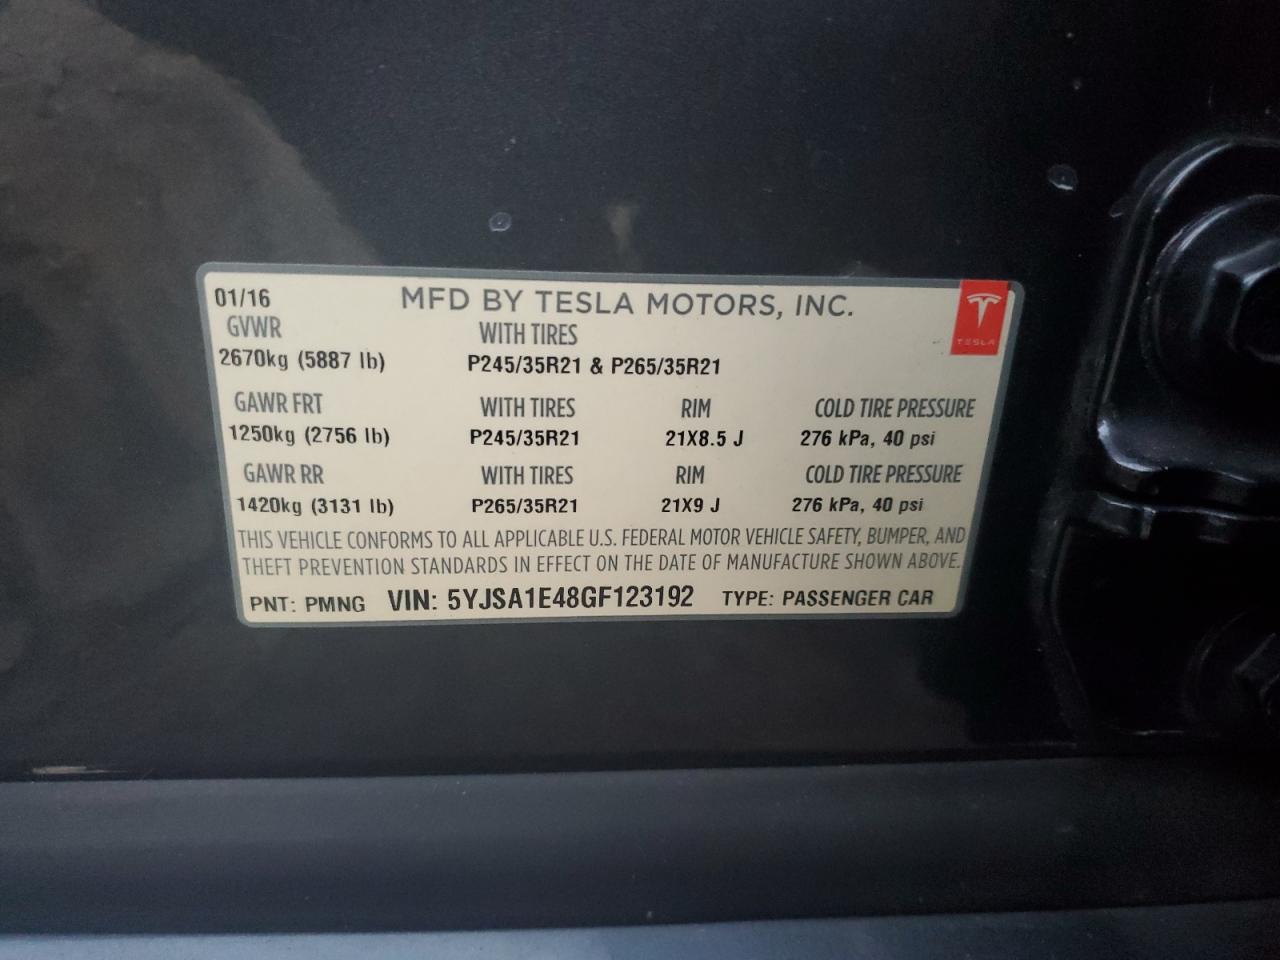 01/16 MFD BY TESLA MOTORS, INC.
GVWR WITH TIRES
2670kg (5887 lb) P245/35R21 & P265/35R21
TESLA
GAWR FRT WITH TIRES RIM COLD TIRE PRESSURE
1250kg (2756 lb) P245/35R21 21X8.5 J 276 kPa, 40 psi
GAWR RR WITH TIRES RIM COLD TIRE PRESSURE
1420kg (3131 lb) P265/35R21 21X9 J 276 kPa, 40 psi
THIS VEHICLE CONFORMS TO ALL APPLICABLE U.S. FEDERAL MOTOR VEHICLE SAFETY, BUMPER, AND
THEFT PREVENTION STANDARDS IN EFFECT ON THE DATE OF MANUFACTURE SHOWN ABOVE.
PNT: PMNG VIN: 5YJSA1E48GF123192 TYPE: PASSENGER CAR